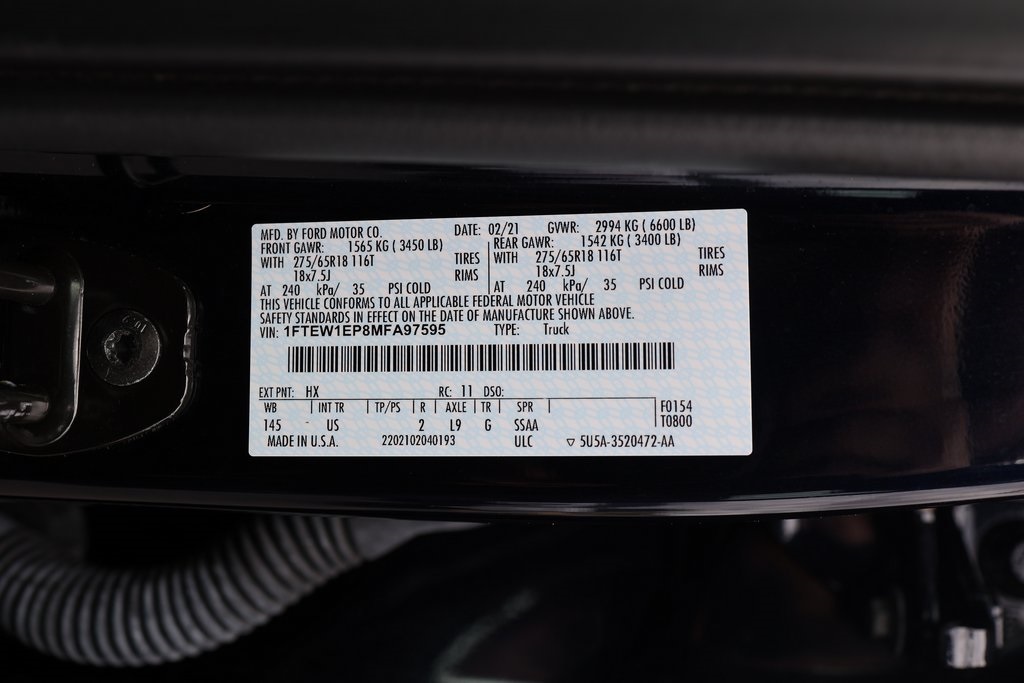 MFD. BY FORD MOTOR CO. DATE: 02/21 GVWR: 2994 KG ( 6600 LB)
FRONT GAWR: 1565 KG ( 3450 LB) REAR GAWR: 1542 KG ( 3400 LB)
WITH 275/65R18 116T TIRES WITH 275/65R18 116T TIRES
18x7.5J RIMS 18x7.5J RIMS
AT 240 kPa/ 35 PSI COLD AT 240 kPa/ 35 PSI COLD
THIS VEHICLE CONFORMS TO ALL APPLICABLE FEDERAL MOTOR VEHICLE
SAFETY STANDARDS IN EFFECT ON THE DATE OF MANUFACTURE SHOWN ABOVE.
VIN: 1FTEW1EP8MFA97595 TYPE: Truck
EXT PNT: HX RC: 11 DSO:
WB INT TR TP/PS R AXLE TR SPR F0154
145 - US 2 L9 G SSAA T0800
MADE IN U.S.A. 2202102040193 ULC ▽ 5U5A-3520472-AA